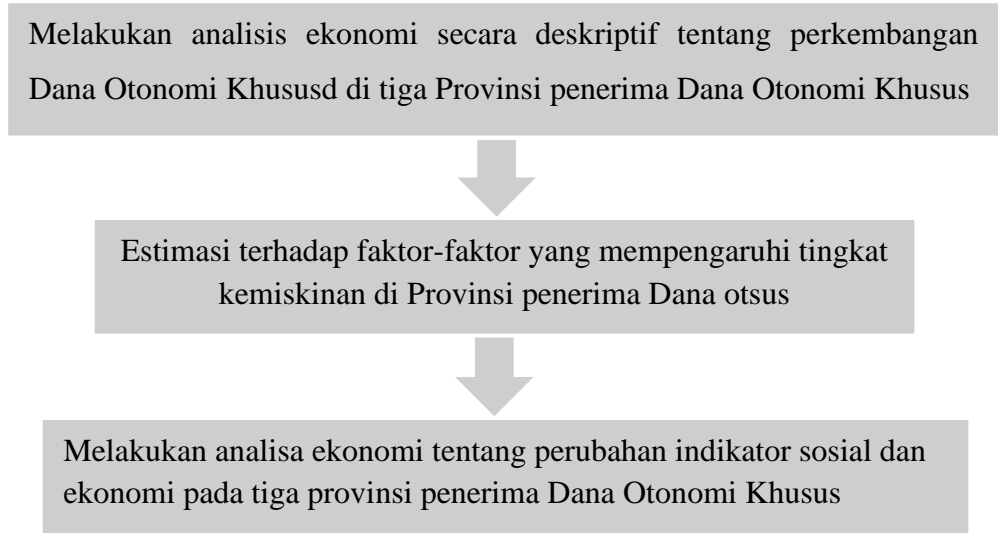 Melakukan analisis ekonomi secara deskriptif tentang perkembangan
Dana Otonomi Khususd di tiga Provinsi penerima Dana Otonomi Khusus
Estimasi terhadap faktor-faktor yang mempengaruhi tingkat
kemiskinan di Provinsi penerima Dana otsus
Melakukan analisa ekonomi tentang perubahan indikator sosial dan
ekonomi pada tiga provinsi penerima Dana Otonomi Khusus